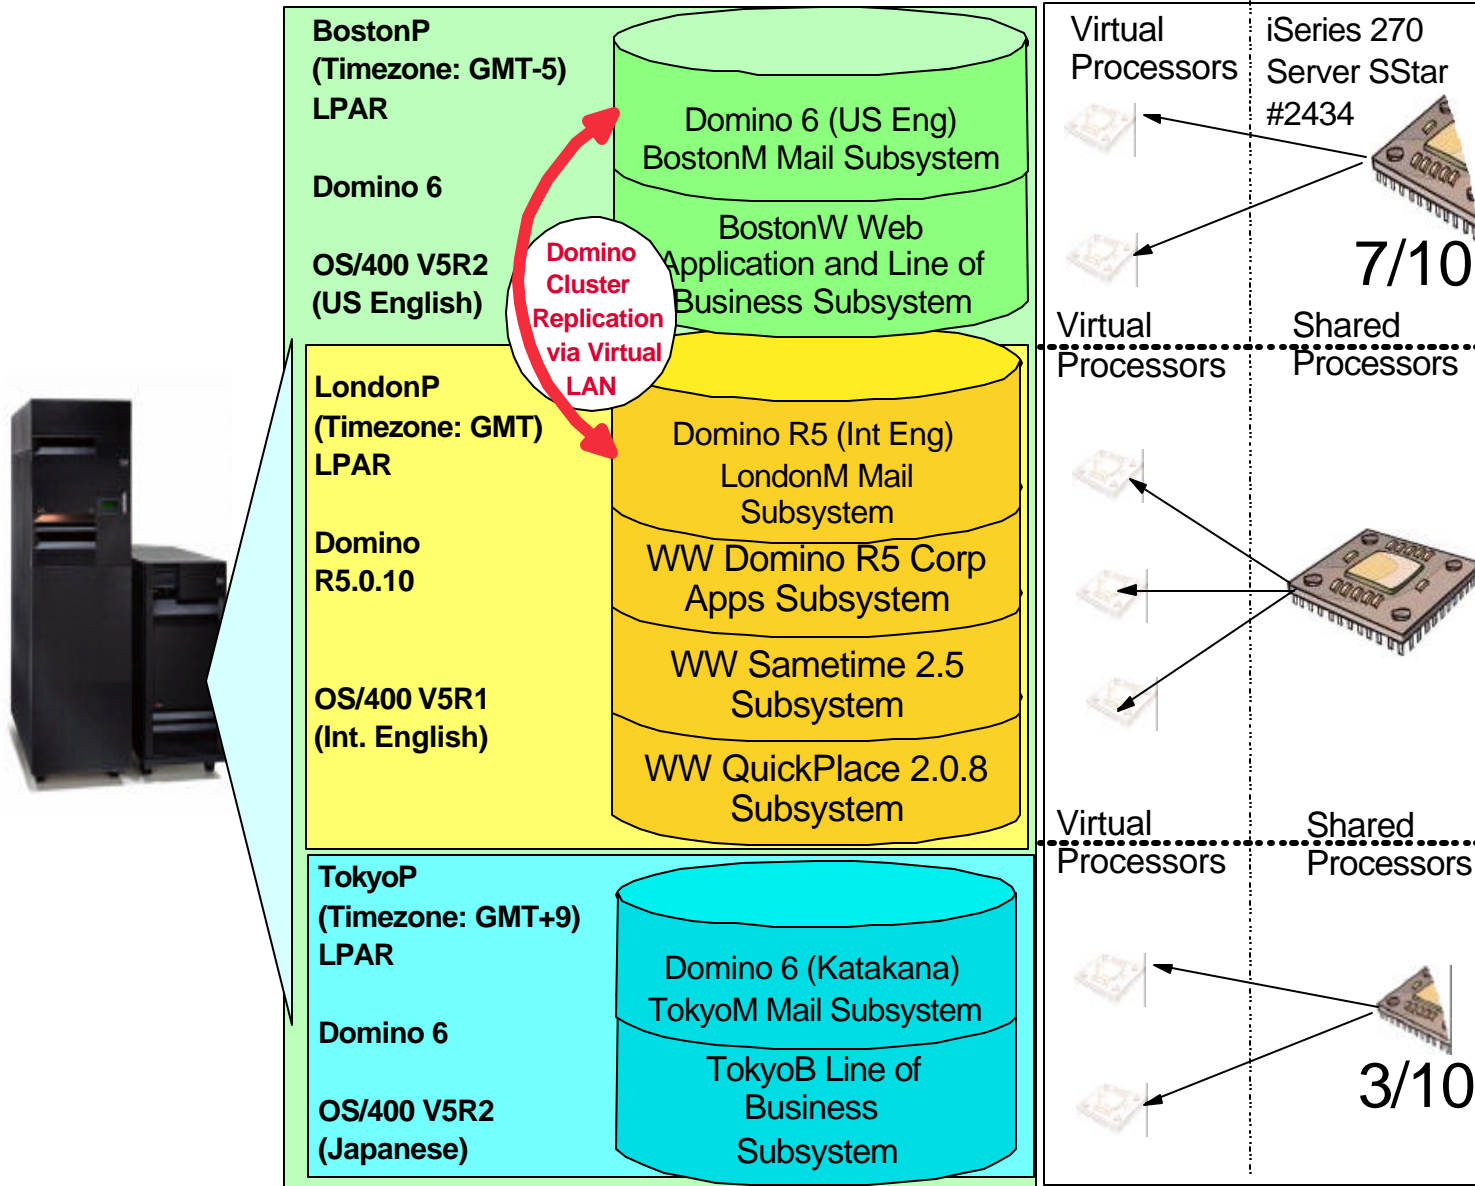 BostonP
(Timezone: GMT-5)
LPAR
Domino 6
OS/400 V5R2
(US English)
Domino 6 (US Eng)
BostonM Mail Subsystem
BostonW Web
Application and Line of
Business Subsystem
Domino
Cluster
Replication
via Virtual
LAN
LondonP
(Timezone: GMT)
LPAR
Domino
R5.0.10
OS/400 V5R1
(Int. English)
Domino R5 (Int Eng)
LondonM Mail
Subsystem
WW Domino R5 Corp
Apps Subsystem
WW Sametime 2.5
Subsystem
WW QuickPlace 2.0.8
Subsystem
TokyoP
(Timezone: GMT+9)
LPAR
Domino 6
OS/400 V5R2
(Japanese)
Domino 6 (Katakana)
TokyoM Mail Subsystem
TokyoB Line of
Business
Subsystem
Virtual
Processors
iSeries 270
Server SStar
#2434
7/10
Virtual
Processors
Shared
Processors
Virtual
Processors
Shared
Processors
3/10